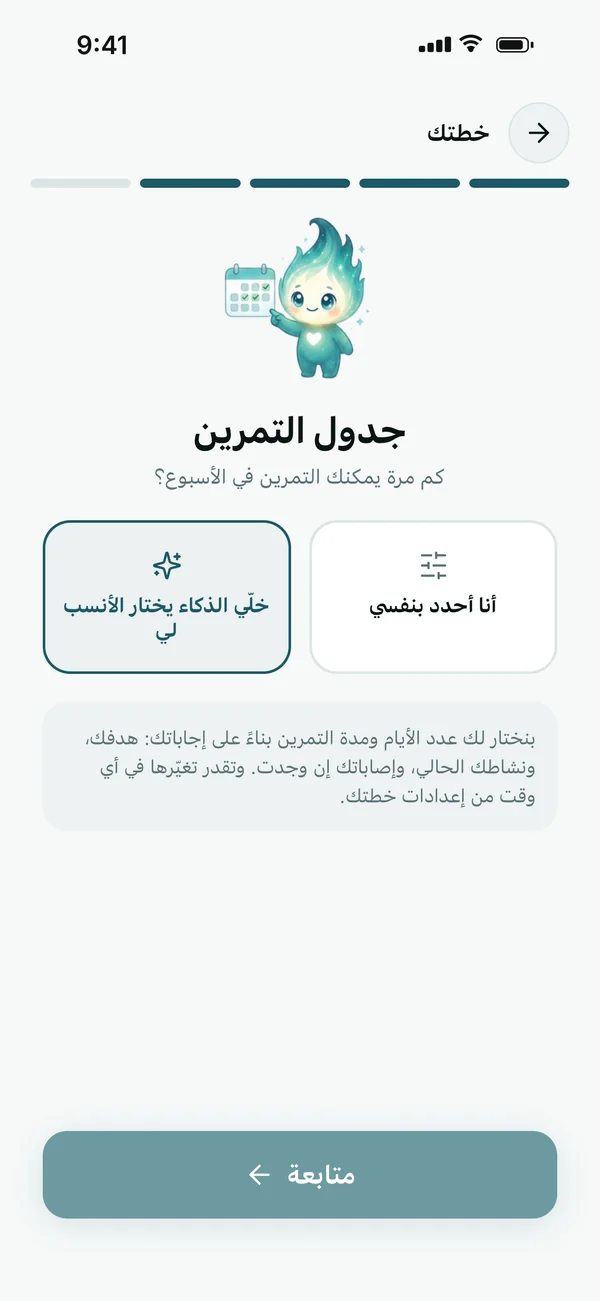 9:41
خطتك
جدول التمرين
كم مرة يمكنك التمرين في الأسبوع؟
أنا أحدد بنفسي
خلّي الذكاء يختار الأنسب
لي
بنختار لك عدد الأيام ومدة التمرين بناءً على إجاباتك: هدفك،
ونشاطك الحالي، وإصاباتك إن وجدت. وتقدر تغيّرها في أي
وقت من إعدادات خطتك.
متابعة